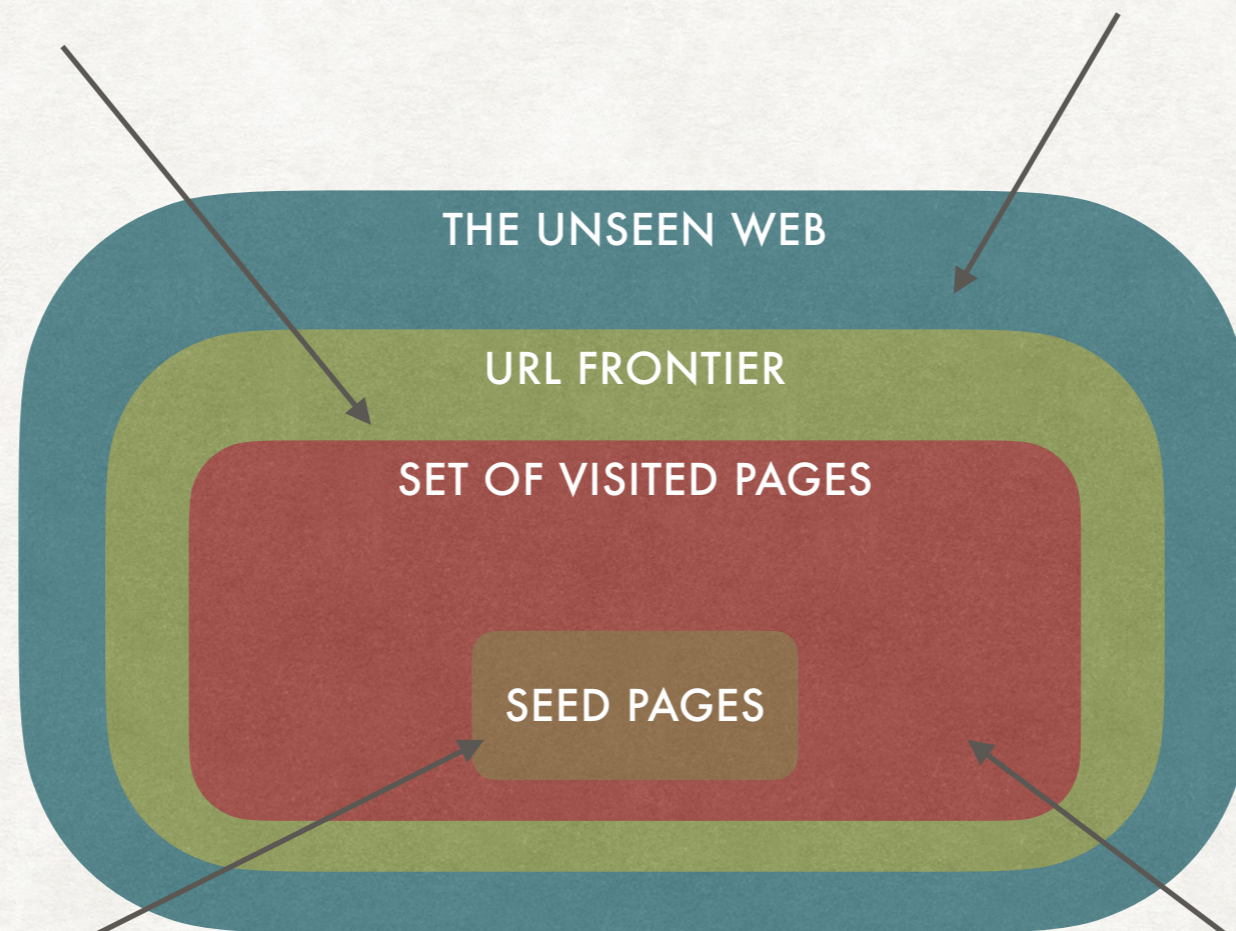 THE UNSEEN WEB
URL FRONTIER
SET OF VISITED PAGES
SEED PAGES